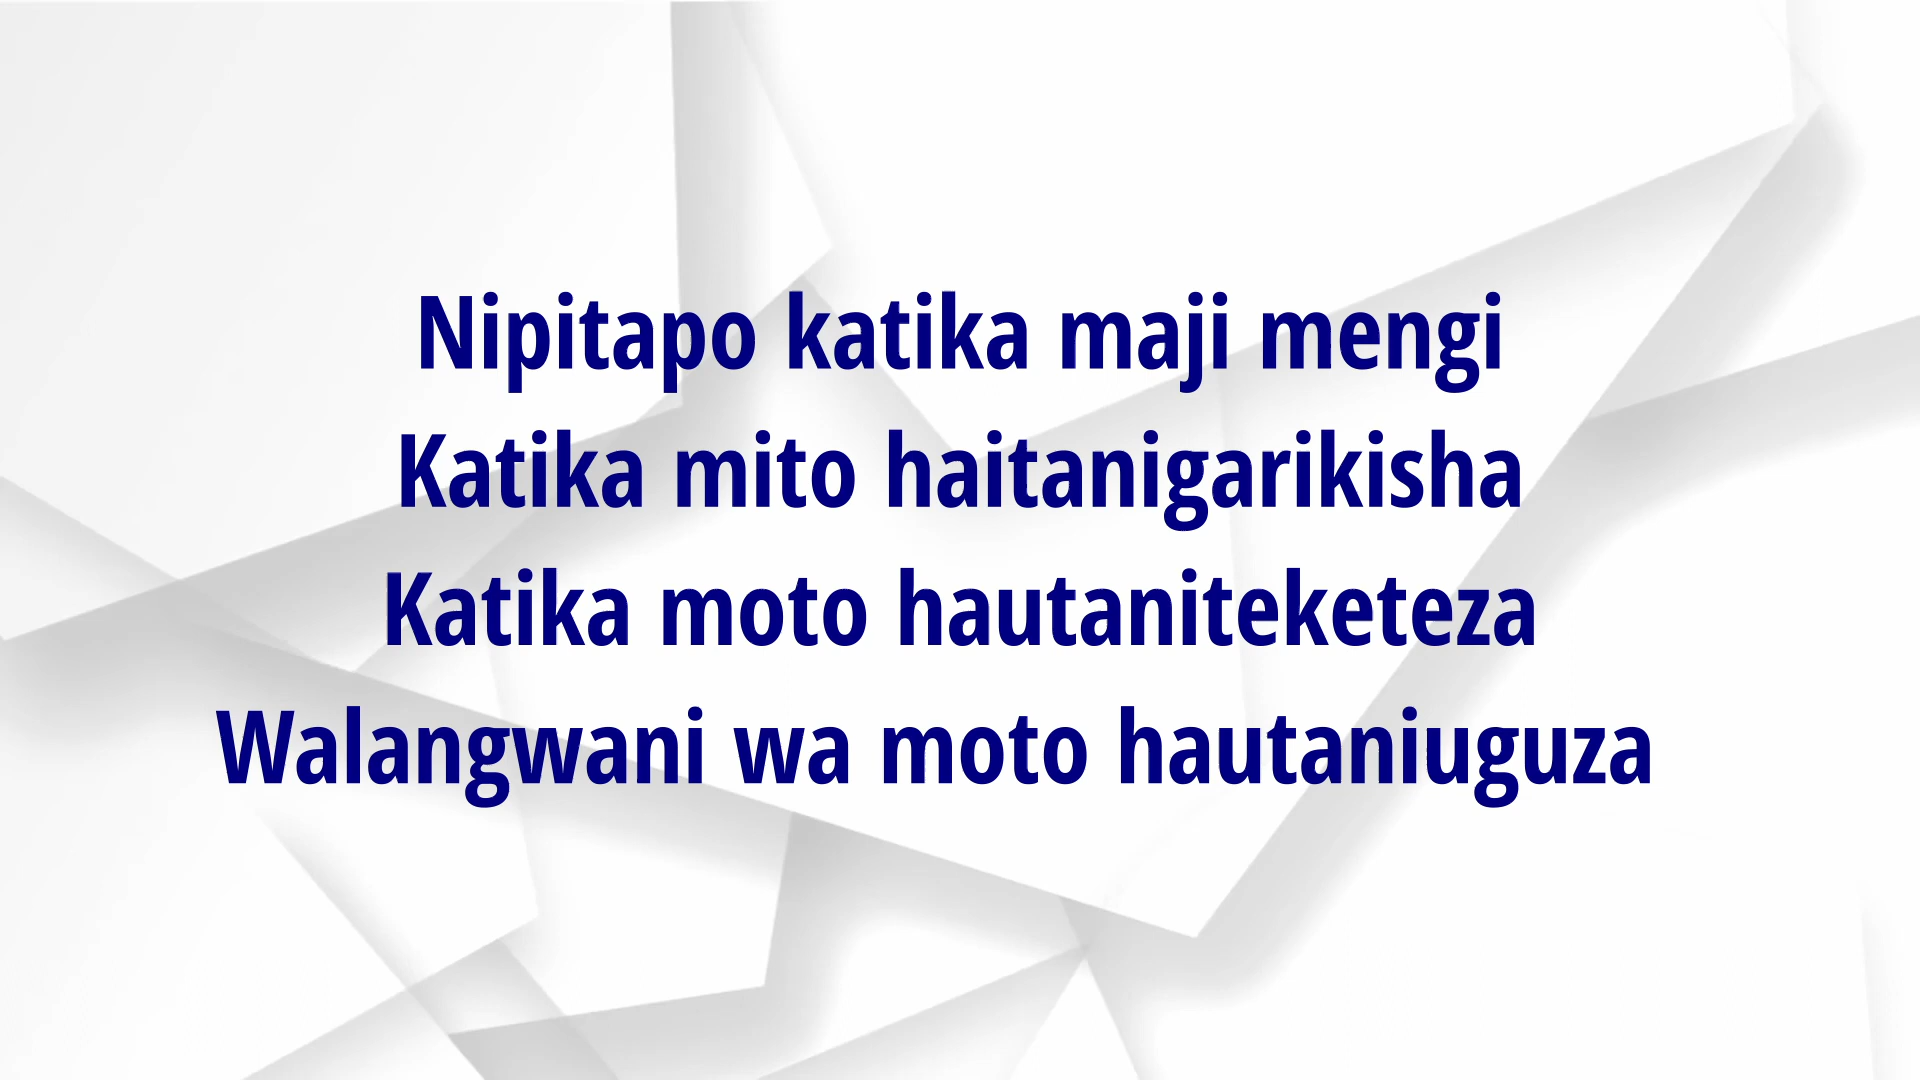 Nipitapo katika maji mengi
Katika mito haitanigarikisha
Katika moto hautaniteketeza
Walangwani wa moto hautaniuguza